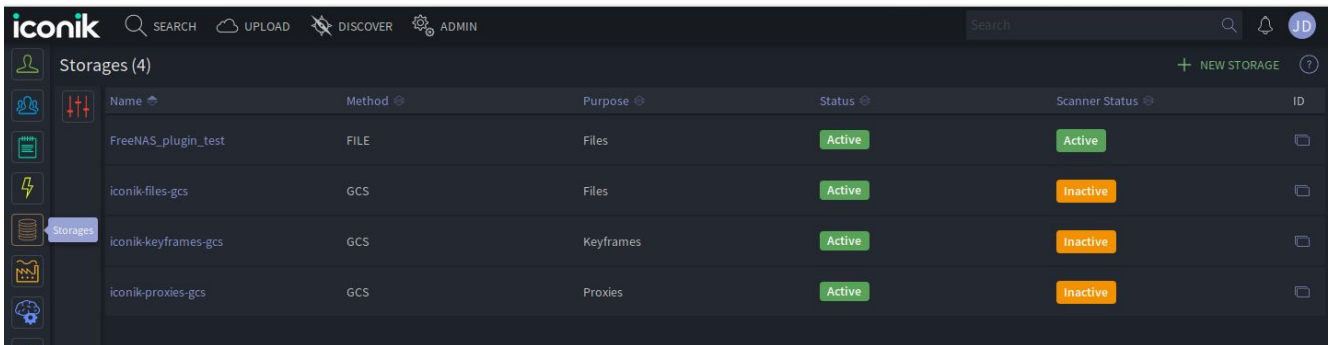 iconik SEARCH UPLOAD DISCOVER ADMIN Search JD
Storages (4) + NEW STORAGE ?
Name Method Purpose Status Scanner Status ID
FreeNAS_plugin_test FILE Files Active Active
iconik-files-gcs GCS Files Active Inactive
Storages
iconik-keyframes-gcs GCS Keyframes Active Inactive
iconik-proxies-gcs GCS Proxies Active Inactive